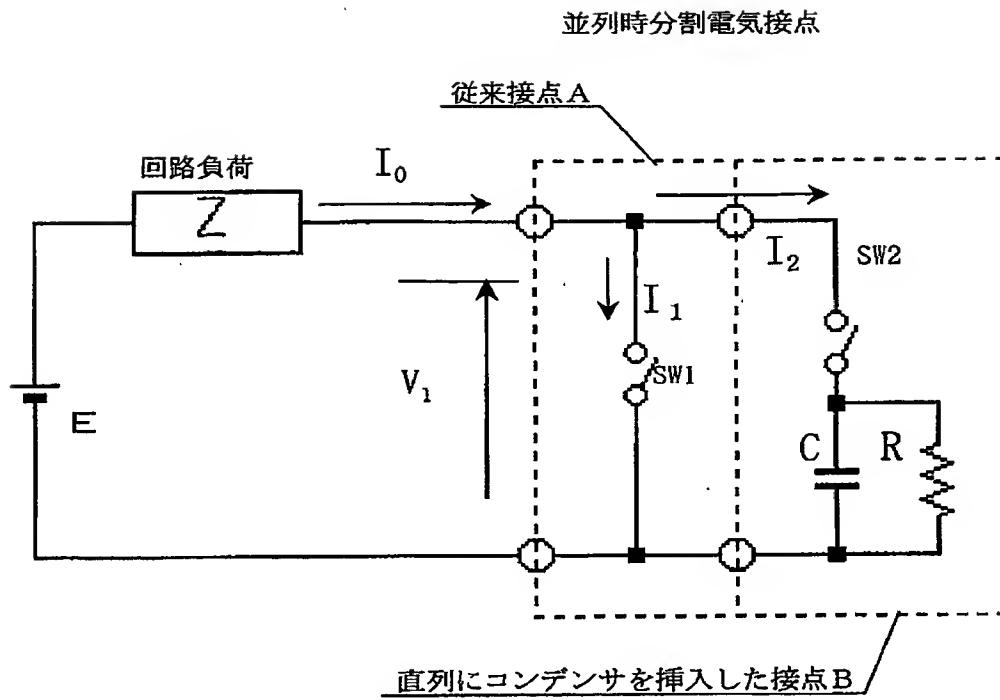 並列時分割電気接点
従来接点A
回路負荷
Z
I₀
I₂
SW2
I₁
SW1
V₁
E
C
R
直列にコンデンサを挿入した接点B